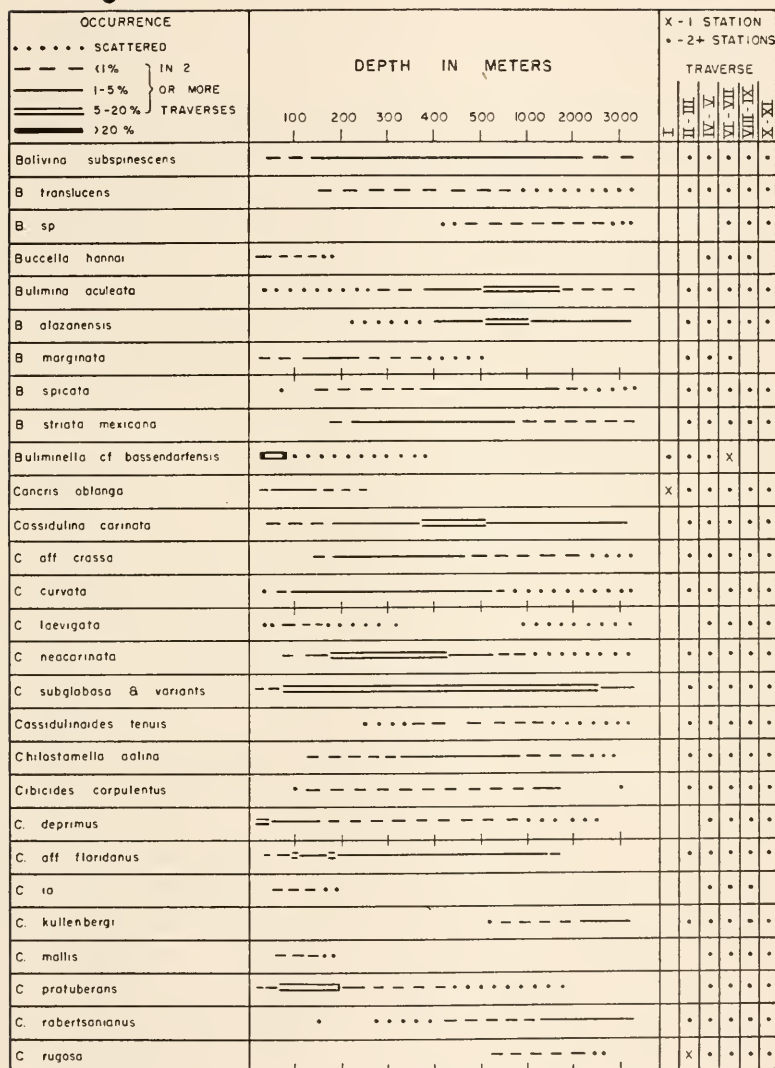 OCCURRENCE
SCATTERED
<1%
1-5%
5-20%
>20%
IN 2
OR MORE
TRAVERSES
DEPTH IN METERS
100 200 400 500 1000 2000 3000
X - 1 STATION
• - 2+ STATIONS
TRAVERSE
I
II - III
IV - V
VI - VII
VIII - IX
X - XI
Bolivina subspinescens
B translucens
B. sp
Buccella hannai
Bulimina aculeata
B alazanensis
B marginata
B spicata
B striata mexicana
Buliminella cf bassendorfensis X
Cancris oblonga X
Cassidulina carinata
C aff crassa
C curvata
C laevigata
C neocarinata
C subglobosa & variants
Cassidulinoides tenuis
Chilostomella oolina
Cibicides corpulentus
C. deprimus
C. aff floridanus
C io
C. kullenbergi
C. mollis
C protuberans
C. robertsonianus
C rugosa X